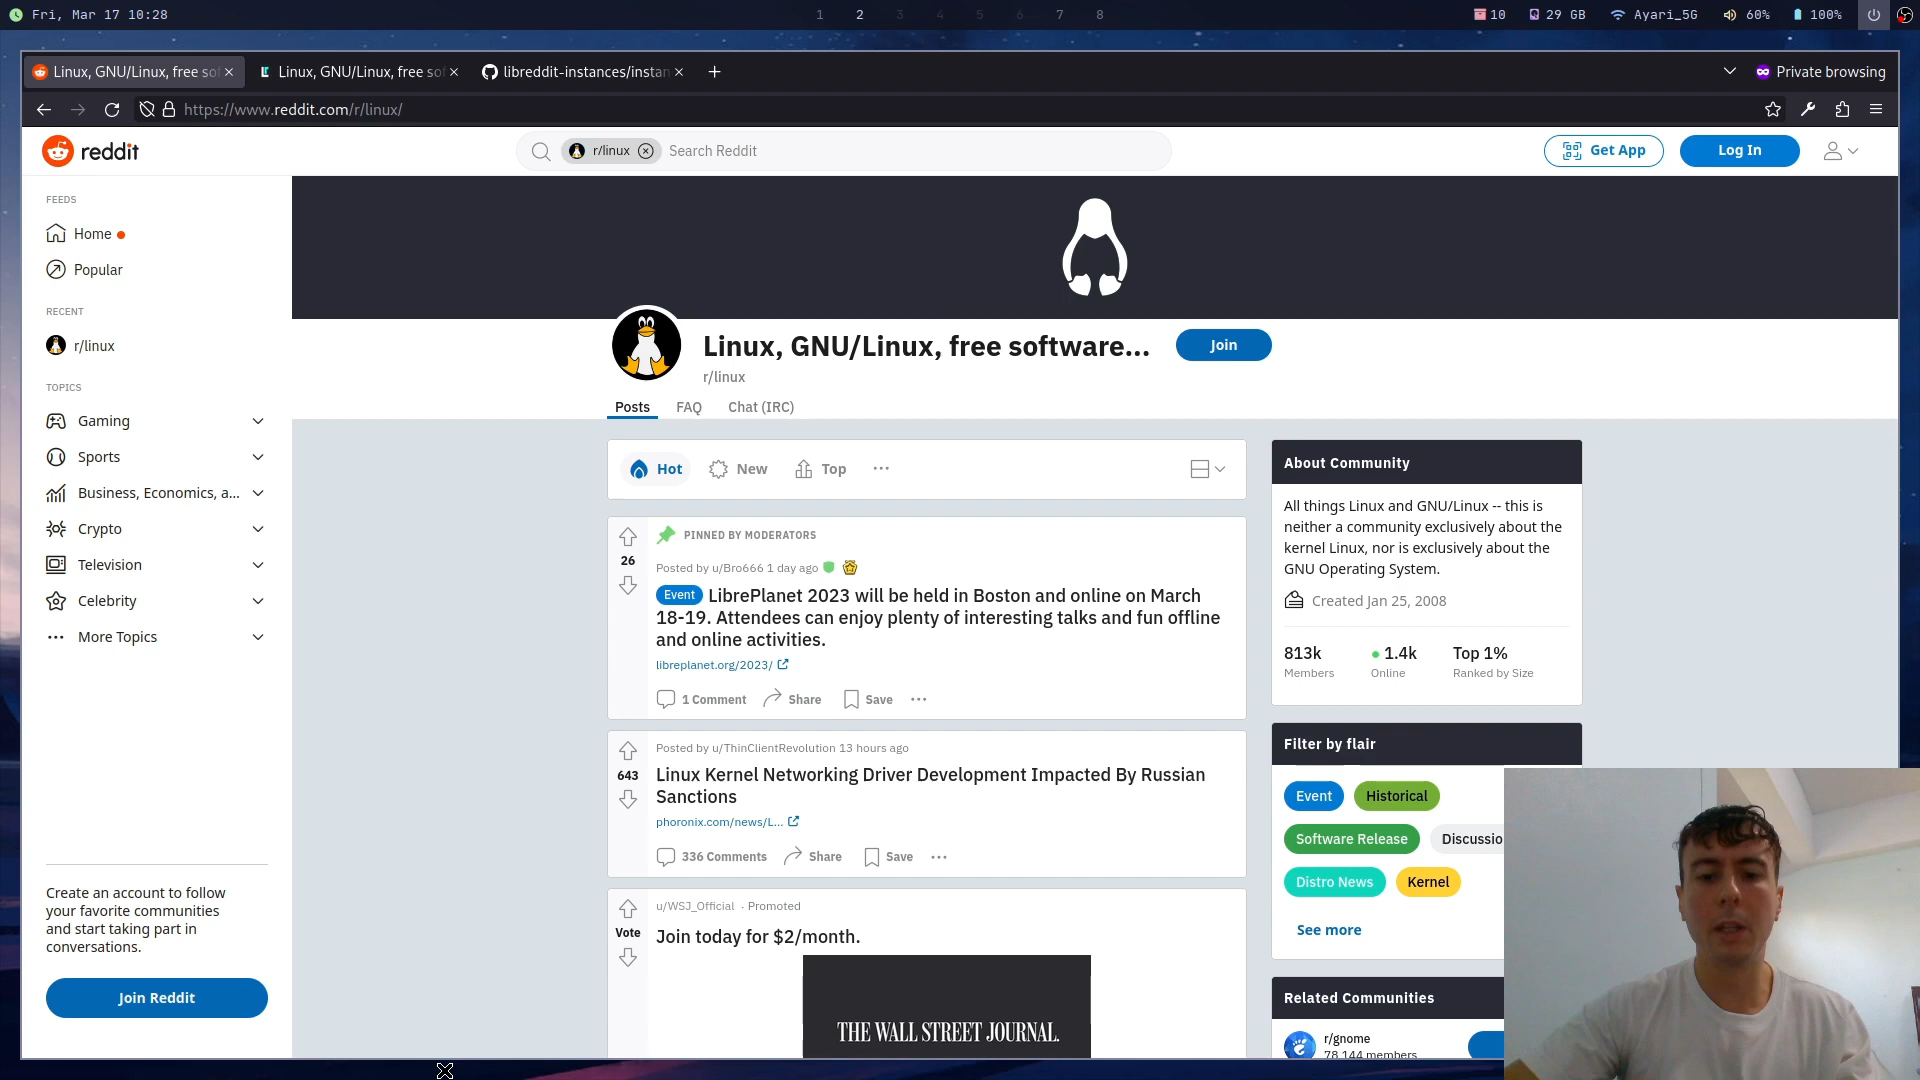 Fri, Mar 17 10:28
1 2 3 4 5 6 7 8
10 29 GB Ayari_5G 60% 100%
Linux, GNU/Linux, free sof
Linux, GNU/Linux, free sof
libreddit-instances/instan
Private browsing
https://www.reddit.com/r/linux/
reddit
r/linux
Search Reddit
Get App
Log In
FEEDS
Home
Popular
RECENT
r/linux
TOPICS
Gaming
Sports
Business, Economics, a...
Crypto
Television
Celebrity
More Topics
Create an account to follow
your favorite communities
and start taking part in
conversations.
Join Reddit
Linux, GNU/Linux, free software...
Join
r/linux
Posts FAQ Chat (IRC)
Hot New Top
26
PINNED BY MODERATORS
Posted by u/Bro666 1 day ago
Event LibrePlanet 2023 will be held in Boston and online on March
18-19. Attendees can enjoy plenty of interesting talks and fun offline
and online activities.
libreplanet.org/2023/
1 Comment Share Save
643
Posted by u/ThinClientRevolution 13 hours ago
Linux Kernel Networking Driver Development Impacted By Russian
Sanctions
phoronix.com/news/L...
336 Comments Share Save
Vote
u/WSJ_Official · Promoted
Join today for $2/month.
THE WALL STREET JOURNAL.
About Community
All things Linux and GNU/Linux -- this is
neither a community exclusively about the
kernel Linux, nor is exclusively about the
GNU Operating System.
Created Jan 25, 2008
813k 1.4k Top 1%
Members Online Ranked by Size
Filter by flair
Event Historical
Software Release Discussio
Distro News Kernel
See more
Related Communities
r/gnome
78,144 members